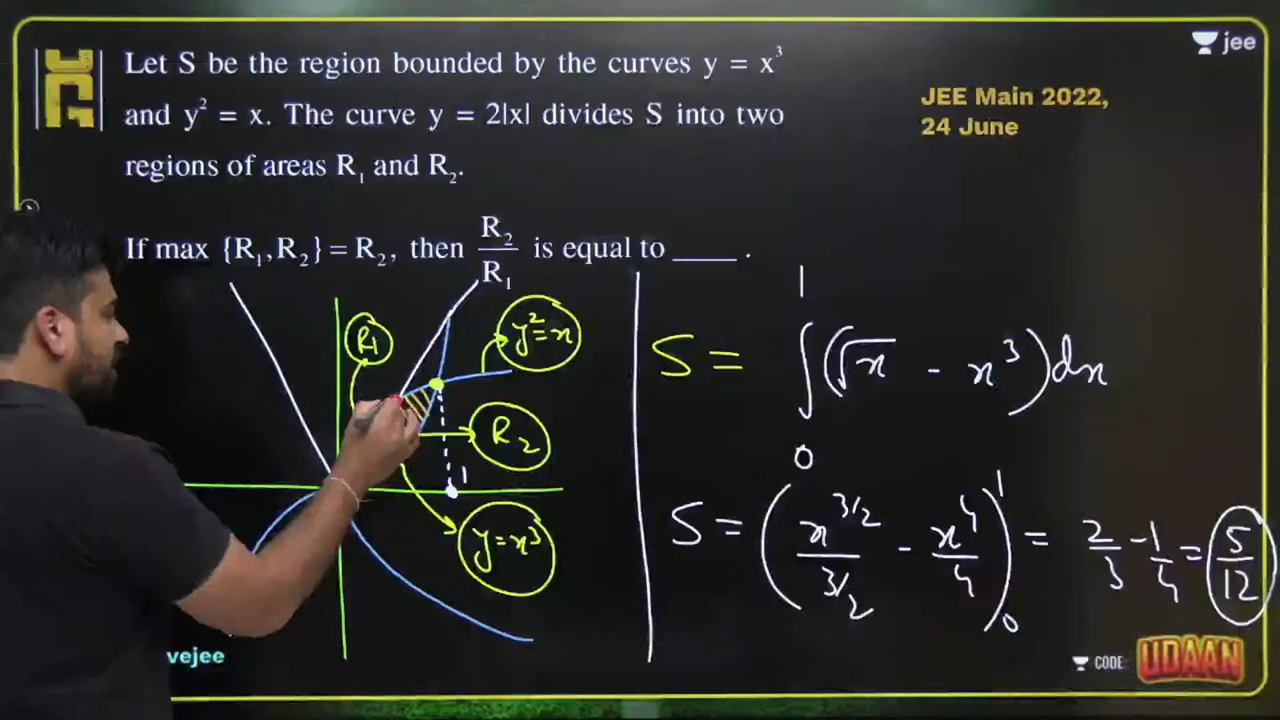 Let S be the region bounded by the curves y = x³
and y² = x. The curve y = 2|x| divides S into two
regions of areas R₁ and R₂.
If max {R₁,R₂} = R₂, then R₂/R₁ is equal to ____ .
JEE Main 2022,
24 June
jee
R₁
y²=x
R₂
1
y=x³
S = ∫₀¹ (√x - x³)dx
S = (x^3/2 / 3/2 - x⁴/4)₀¹ = 2/3 - 1/4 = 5/12
vejee
CODE: UDAAN